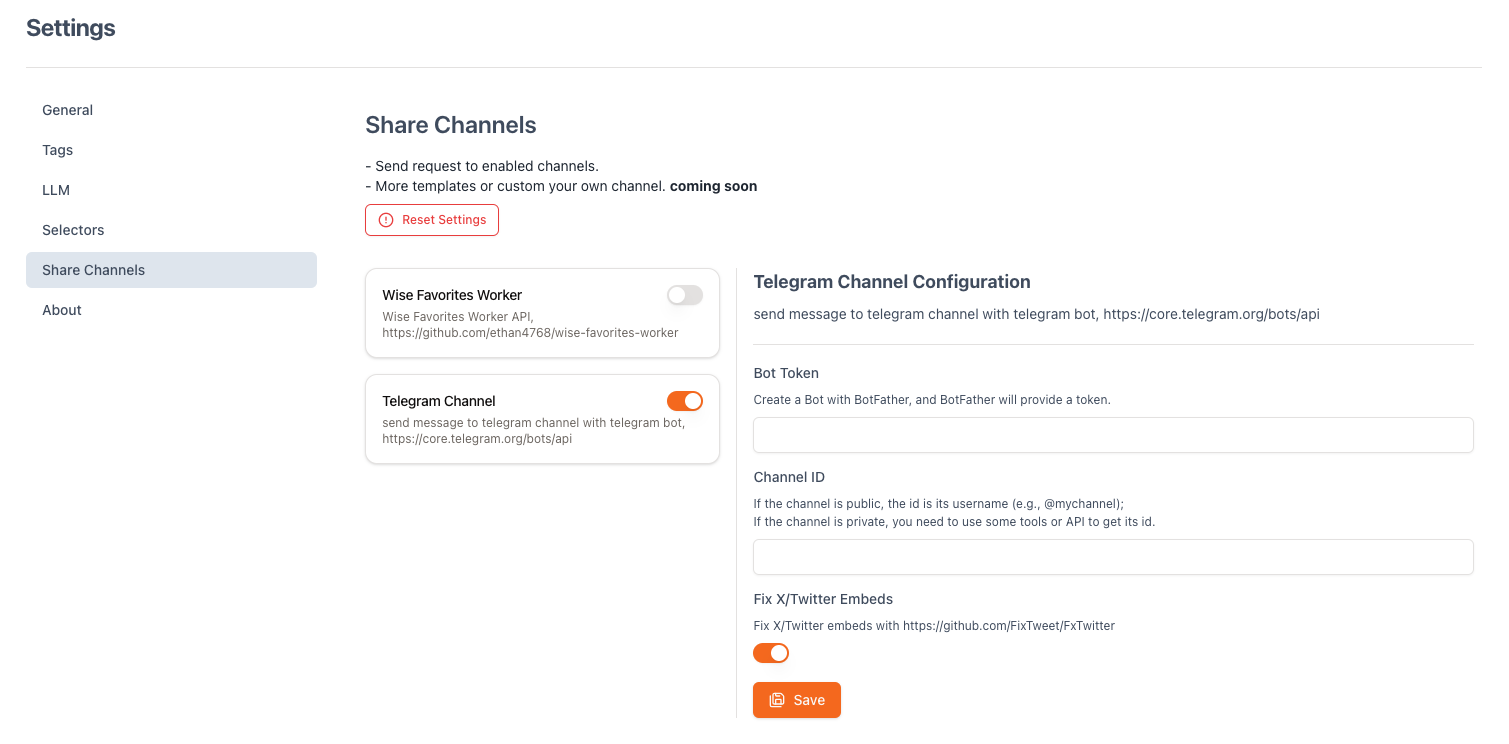 Settings
General
Tags
LLM
Selectors
Share Channels
About
Share Channels
- Send request to enabled channels.
- More templates or custom your own channel. coming soon
Reset Settings
Wise Favorites Worker
Wise Favorites Worker API,
https://github.com/ethan4768/wise-favorites-worker
Telegram Channel
send message to telegram channel with telegram bot,
https://core.telegram.org/bots/api
Telegram Channel Configuration
send message to telegram channel with telegram bot, https://core.telegram.org/bots/api
Bot Token
Create a Bot with BotFather, and BotFather will provide a token.
Channel ID
If the channel is public, the id is its username (e.g., @mychannel);
If the channel is private, you need to use some tools or API to get its id.
Fix X/Twitter Embeds
Fix X/Twitter embeds with https://github.com/FixTweet/FxTwitter
Save